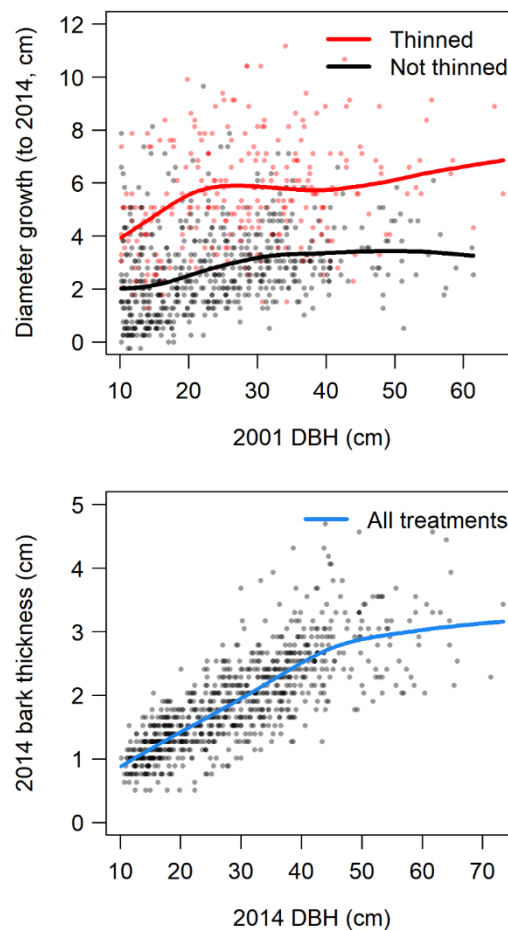 Diameter growth (to 2014, cm)
12
10
8
6
4
2
0
Thinned
Not thinned
10 20 30 40 50 60
2001 DBH (cm)
2014 bark thickness (cm)
5
4
3
2
1
0
All treatments
10 20 30 40 50 60 70
2014 DBH (cm)